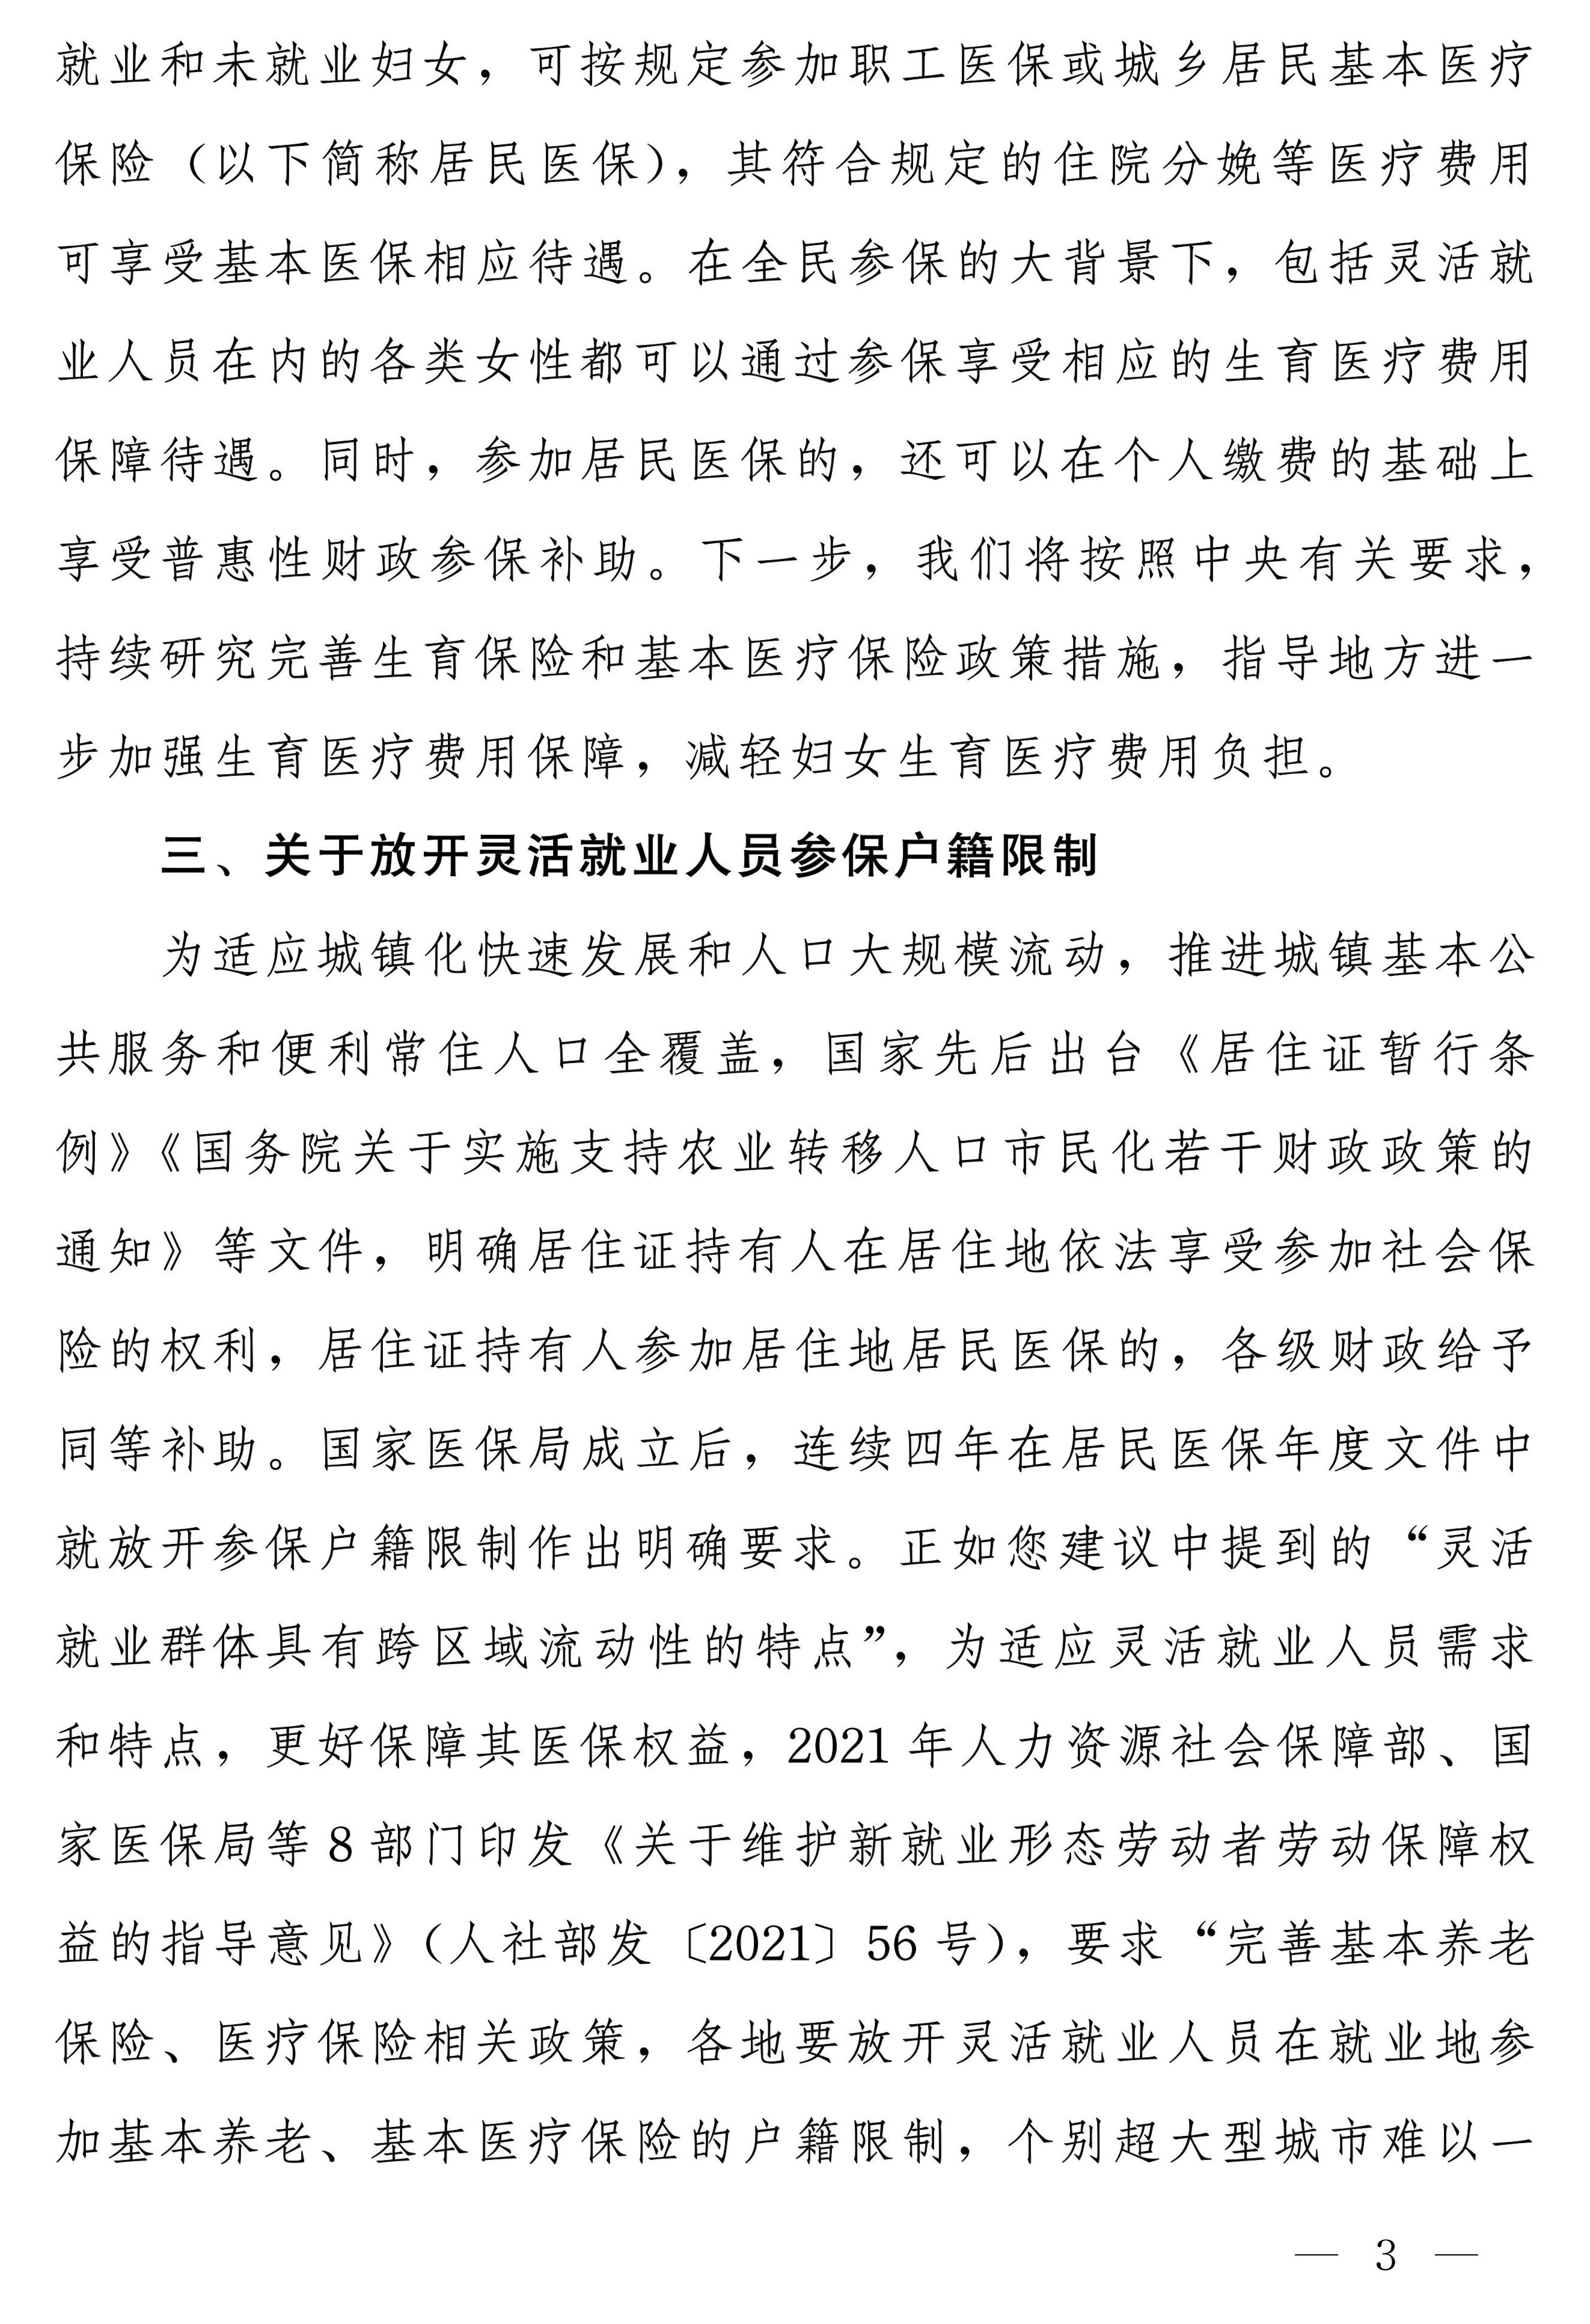 就业和未就业妇女，可按规定参加职工医保或城乡居民基本医疗
保险（以下简称居民医保），其符合规定的住院分娩等医疗费用
可享受基本医保相应待遇。在全民参保的大背景下，包括灵活就
业人员在内的各类女性都可以通过参保享受相应的生育医疗费用
保障待遇。同时，参加居民医保的，还可以在个人缴费的基础上
享受普惠性财政参保补助。下一步，我们将按照中央有关要求，
持续研究完善生育保险和基本医疗保险政策措施，指导地方进一
步加强生育医疗费用保障，减轻妇女生育医疗费用负担。
三、关于放开灵活就业人员参保户籍限制
为适应城镇化快速发展和人口大规模流动，推进城镇基本公
共服务和便利常住人口全覆盖，国家先后出台《居住证暂行条
例》《国务院关于实施支持农业转移人口市民化若干财政政策的
通知》等文件，明确居住证持有人在居住地依法享受参加社会保
险的权利，居住证持有人参加居住地居民医保的，各级财政给予
同等补助。国家医保局成立后，连续四年在居民医保年度文件中
就放开参保户籍限制作出明确要求。正如您建议中提到的“灵活
就业群体具有跨区域流动性的特点”，为适应灵活就业人员需求
和特点，更好保障其医保权益，2021 年人力资源社会保障部、国
家医保局等 8 部门印发《关于维护新就业形态劳动者劳动保障权
益的指导意见》（人社部发〔2021〕56 号），要求“完善基本养老
保险、医疗保险相关政策，各地要放开灵活就业人员在就业地参
加基本养老、基本医疗保险的户籍限制，个别超大型城市难以一
— 3 —